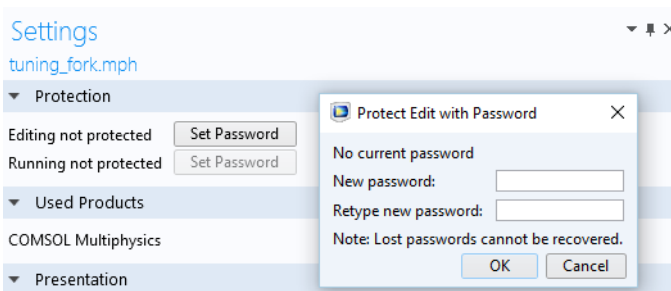 Settings
tuning_fork.mph
Protection
Editing not protected Set Password
Running not protected Set Password
Used Products
COMSOL Multiphysics
Presentation
Protect Edit with Password
No current password
New password:
Retype new password:
Note: Lost passwords cannot be recovered.
OK Cancel